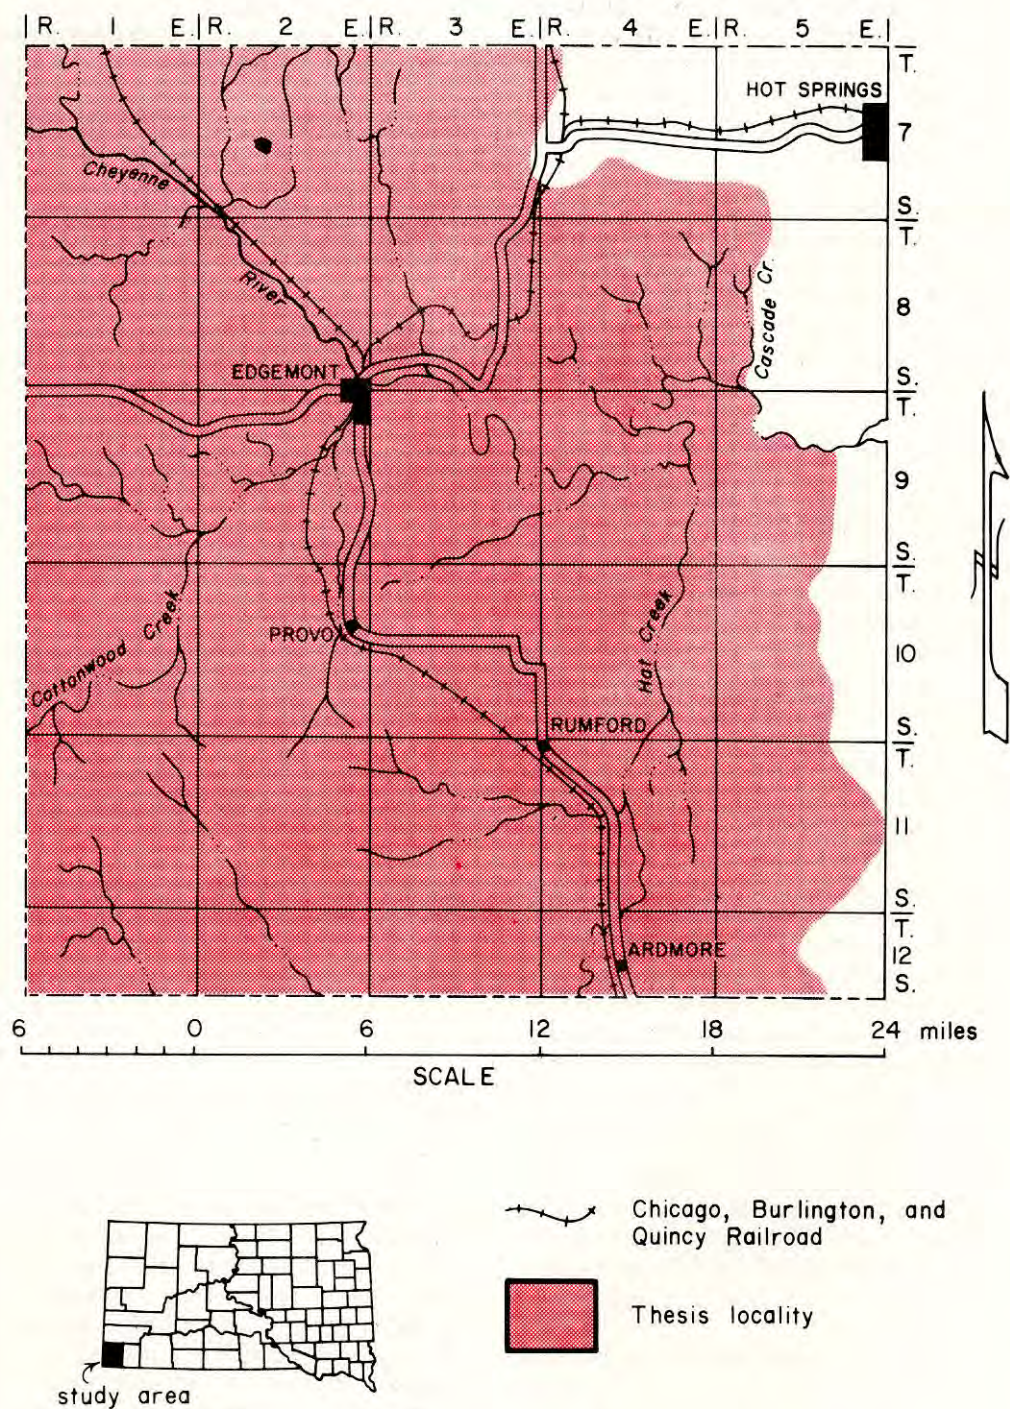 R. 1 E. R. 2 E. R. 3 E. R. 4 E. R. 5 E.
T.
HOT SPRINGS
7
Cheyenne
S.
T.
River
Cascade Cr.
8
EDGEMONT
S.
T.
9
S.
T.
Cottonwood Creek
Hat Creek
PROVO
10
RUMFORD
S.
T.
11.
S.
T.
ARDMORE
12
S.
6 0 6 12 18 24 miles
SCALE
Chicago, Burlington, and
Quincy Railroad
Thesis locality
study area